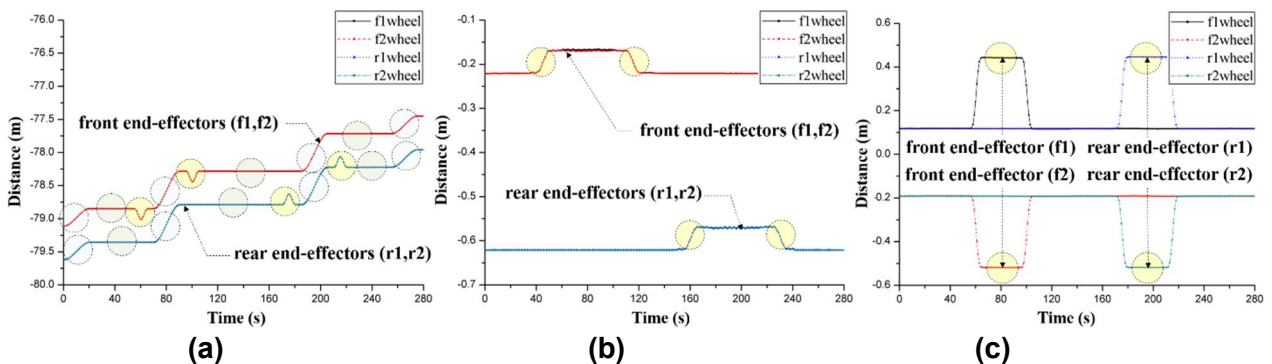 -76.0
-76.5
-77.0
-77.5
-78.0
-78.5
-79.0
-79.5
-80.0
Distance (m)
f1wheel
f2wheel
r1wheel
r2wheel
front end-effectors (f1,f2)
rear end-effectors (r1,r2)
0 40 80 120 160 200 240 280
Time (s)
(a)
-0.1
-0.2
-0.3
-0.4
-0.5
-0.6
-0.7
Distance (m)
f1wheel
f2wheel
r1wheel
r2wheel
front end-effectors (f1,f2)
rear end-effectors (r1,r2)
0 40 80 120 160 200 240 280
Time (s)
(b)
0.6
0.4
0.2
0.0
-0.2
-0.4
-0.6
Distance (m)
f1wheel
f2wheel
r1wheel
r2wheel
front end-effector (f1) rear end-effector (r1)
front end-effector (f2) rear end-effector (r2)
0 40 80 120 160 200 240 280
Time (s)
(c)